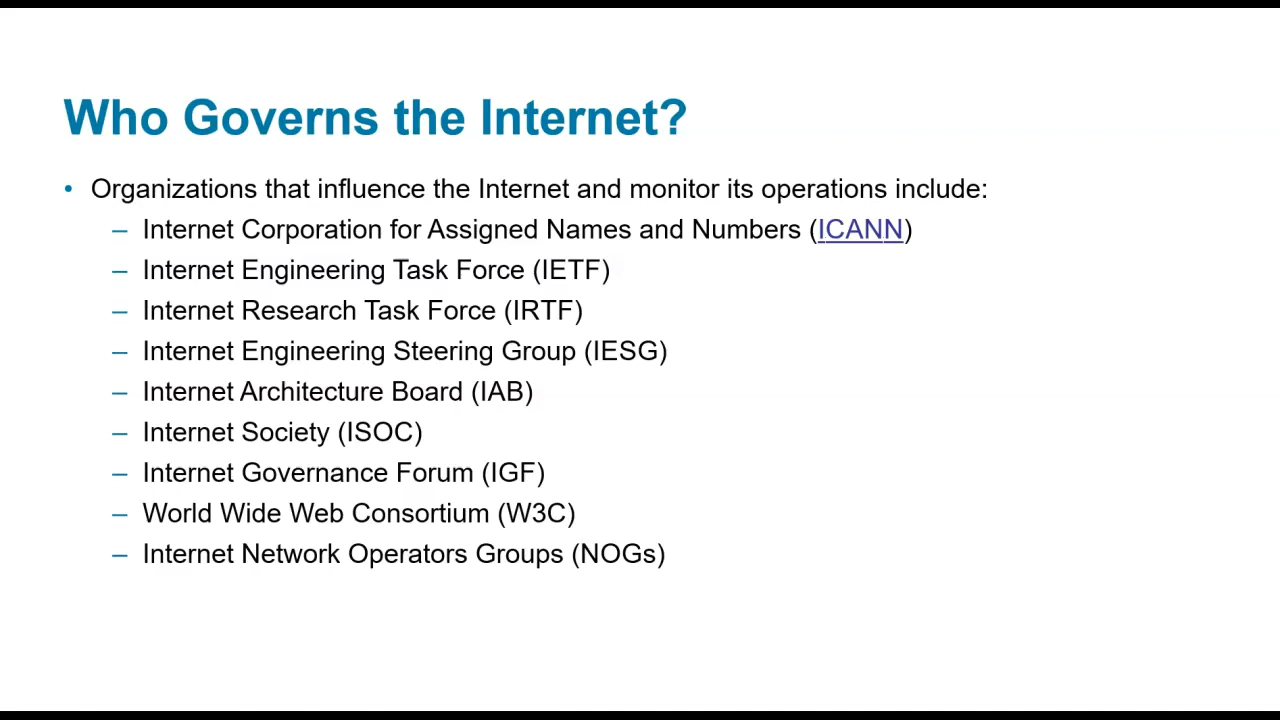 Who Governs the Internet?
• Organizations that influence the Internet and monitor its operations include:
– Internet Corporation for Assigned Names and Numbers (ICANN)
– Internet Engineering Task Force (IETF)
– Internet Research Task Force (IRTF)
– Internet Engineering Steering Group (IESG)
– Internet Architecture Board (IAB)
– Internet Society (ISOC)
– Internet Governance Forum (IGF)
– World Wide Web Consortium (W3C)
– Internet Network Operators Groups (NOGs)